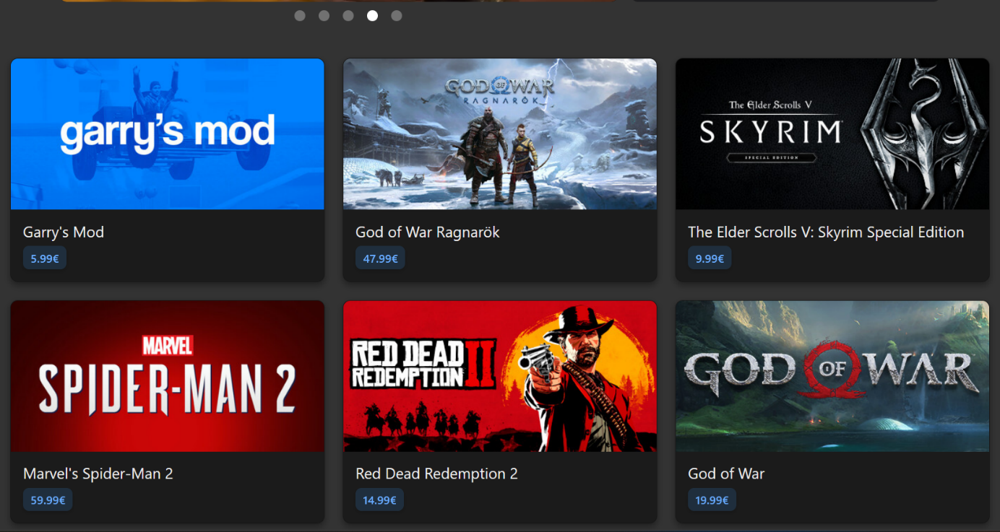 garry's mod
GOD OF WAR
RAGNARÖK
The Elder Scrolls V
SKYRIM
SPECIAL EDITION
Garry's Mod
God of War Ragnarök
The Elder Scrolls V: Skyrim Special Edition
5.99€
47.99€
9.99€
MARVEL
SPIDER-MAN 2
RED DEAD
REDEMPTION II
GOD OF WAR
Marvel's Spider-Man 2
Red Dead Redemption 2
God of War
59.99€
14.99€
19.99€